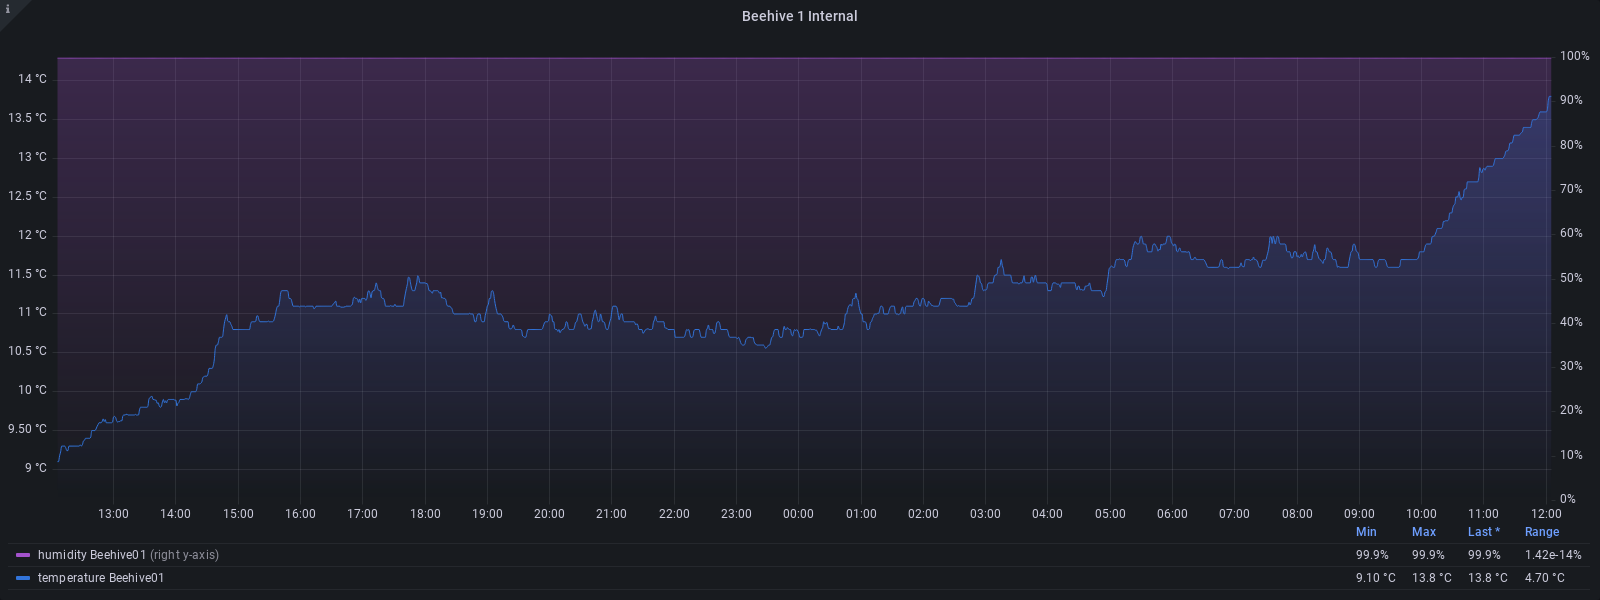 i
Beehive 1 Internal
14 °C
13.5 °C
13 °C
12.5 °C
12 °C
11.5 °C
11 °C
10.5 °C
10 °C
9.50 °C
9 °C
100%
90%
80%
70%
60%
50%
40%
30%
20%
10%
0%
13:00 14:00 15:00 16:00 17:00 18:00 19:00 20:00 21:00 22:00 23:00 00:00 01:00 02:00 03:00 04:00 05:00 06:00 07:00 08:00 09:00 10:00 11:00 12:00
Min Max Last * Range
humidity Beehive01 (right y-axis) 99.9% 99.9% 99.9% 1.42e-14%
temperature Beehive01 9.10 °C 13.8 °C 13.8 °C 4.70 °C